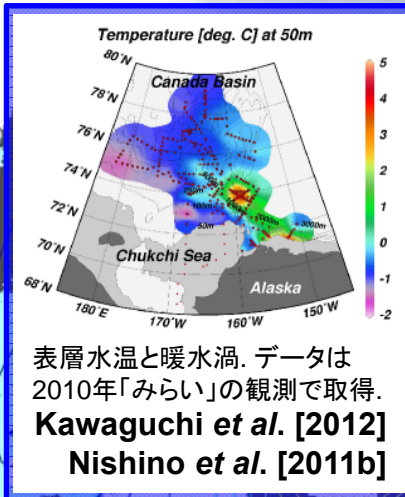 Temperature [deg. C] at 50m
80°N
Canada Basin
78°N
76°N
74°N
72°N
70°N
68°N
50m
3000m
Chukchi Sea
Alaska
180°E
170°W
160°W
150°W
5
4
3
2
1
0
-1
-2
表層水温と暖水渦. データは
2010年「みらい」の観測で取得.
Kawaguchi et al. [2012]
Nishino et al. [2011b]